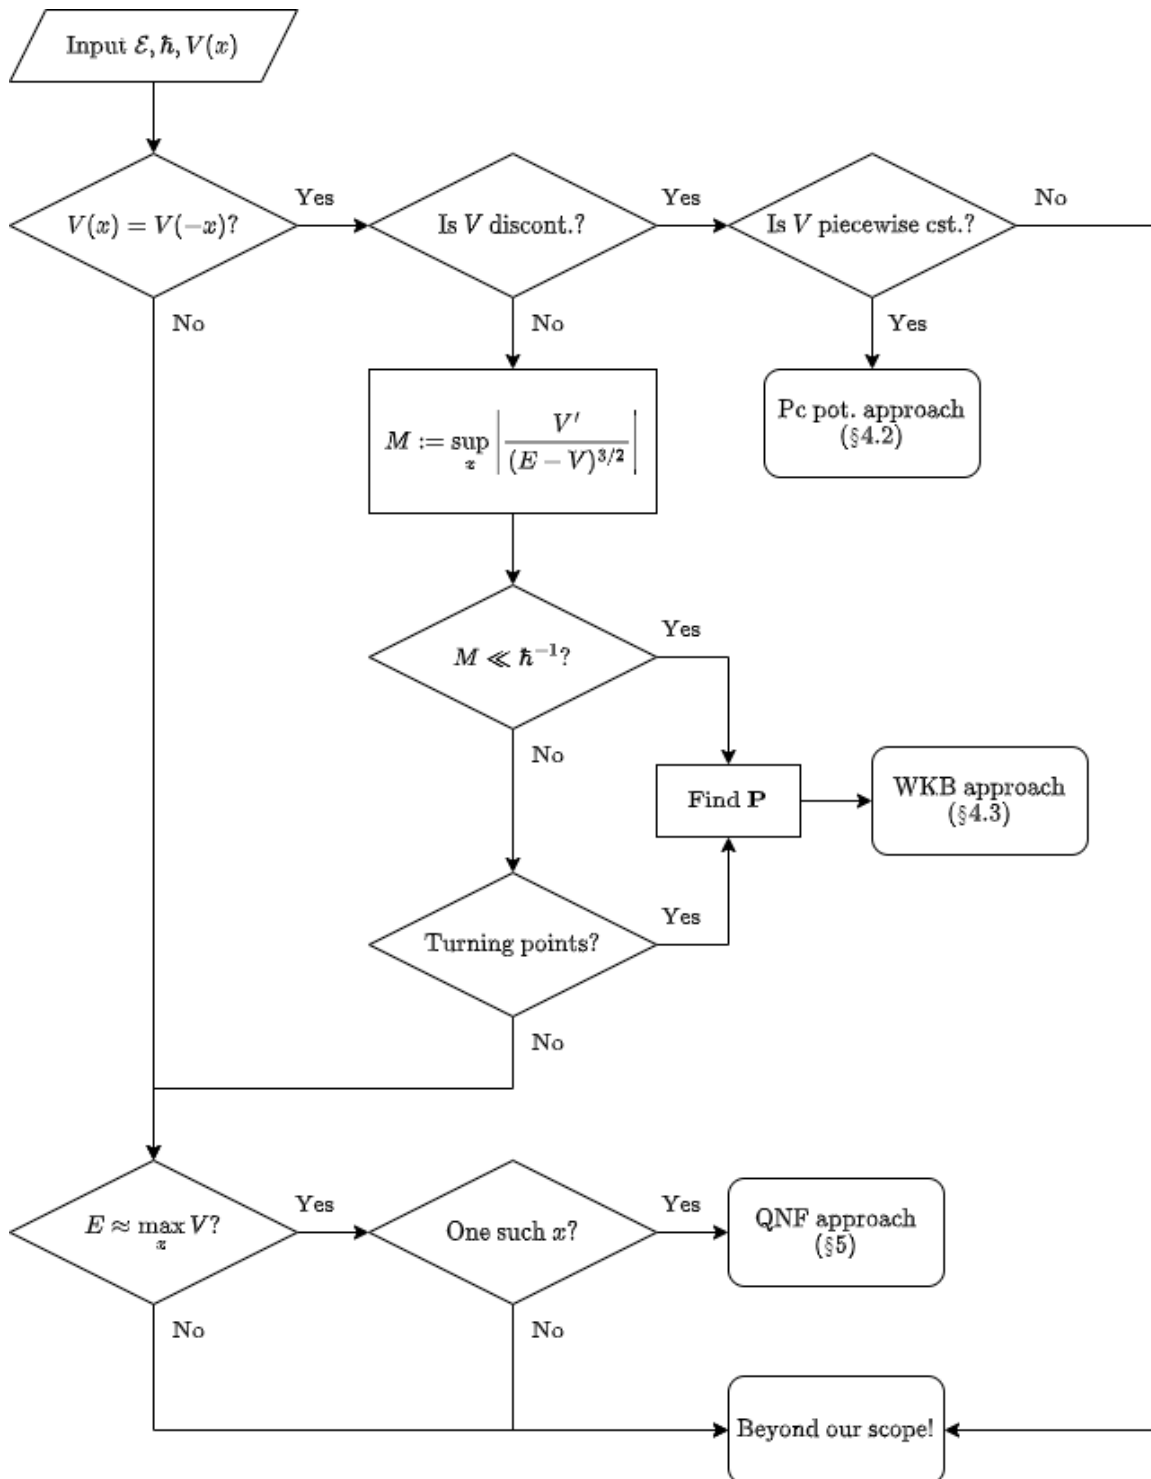 Input ℰ, ħ, V(x)
V(x) = V(−x)?
Yes
Is V discont.?
Yes
Is V piecewise cst.?
No
No
No
Yes
M := sup_x | V′ / (E − V)^{3/2} |
Pc pot. approach
(§4.2)
M ≪ ħ^{−1}?
Yes
No
Find P
WKB approach
(§4.3)
Turning points?
Yes
No
E ≈ max_x V?
Yes
One such x?
Yes
QNF approach
(§5)
No
No
Beyond our scope!